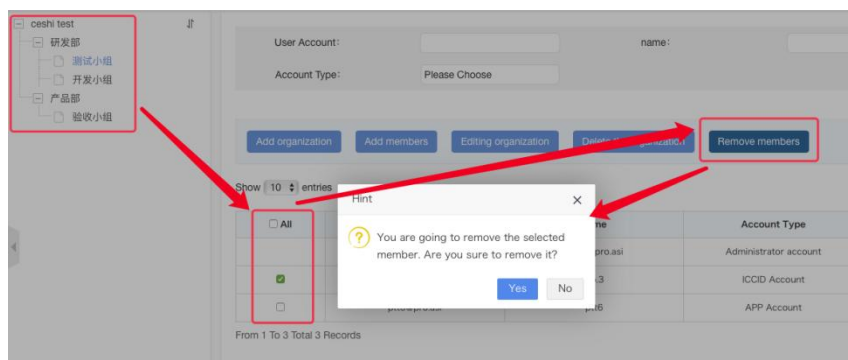 ceshi test
研发部
测试小组
开发小组
产品部
验收小组
User Account:
name:
Account Type:
Please Choose
Add organization
Add members
Editing organization
Remove members
Show 10 entries
Hint
All
Account Type
You are going to remove the selected
member. Are you sure to remove it?
Administrator account
ICCID Account
Yes
No
APP Account
From 1 To 3 Total 3 Records